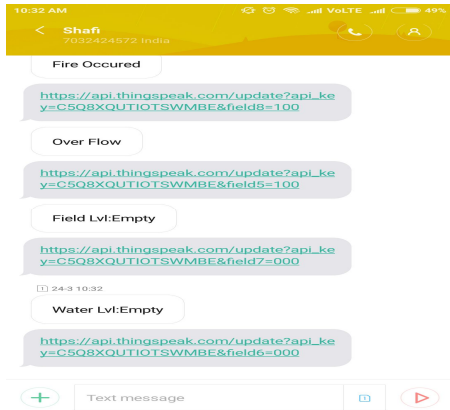 10:32 AM
VoLTE
49%
Shafi
7032424572 India
Fire Occured
https://api.thingspeak.com/update?api_ke
y=C5Q8XQUTIOTSWMBE&field8=100
Over Flow
https://api.thingspeak.com/update?api_ke
y=C5Q8XQUTIOTSWMBE&field5=100
Field Lvl:Empty
https://api.thingspeak.com/update?api_ke
y=C5Q8XQUTIOTSWMBE&field7=000
1 24-3 10:32
Water Lvl:Empty
https://api.thingspeak.com/update?api_ke
y=C5Q8XQUTIOTSWMBE&field6=000
Text message
1